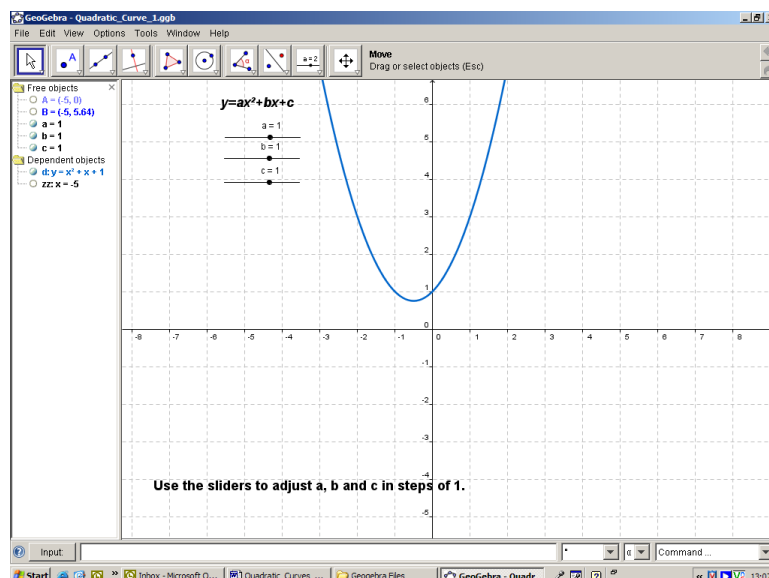 GeoGebra - Quadratic_Curve_1.ggb
File Edit View Options Tools Window Help
A
α
a=2
Move
Drag or select objects (Esc)
Free objects
A = (-5, 0)
B = (-5, 5.64)
a = 1
b = 1
c = 1
Dependent objects
d: y = x² + x + 1
zz: x = -5
y=ax²+bx+c
a = 1
b = 1
c = 1
6
5
4
3
2
1
0
-8 -7 -6 -5 -4 -3 -2 -1 0 1 2 3 4 5 6 7 8
-1
-2
-3
-4
-5
Use the sliders to adjust a, b and c in steps of 1.
Input:
α
Command ...
Start
Inbox - Microsoft O...
Quadratic_Curves_...
Geogebra Files
GeoGebra - Quadr...